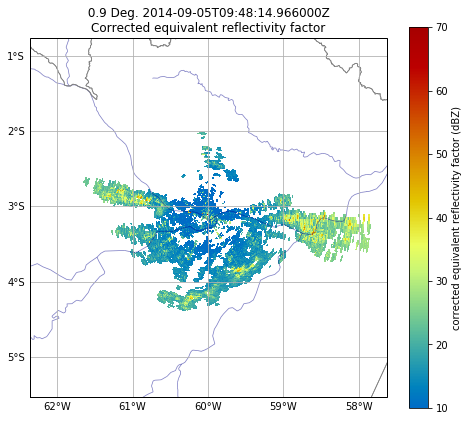 0.9 Deg. 2014-09-05T09:48:14.966000Z
Corrected equivalent reflectivity factor
1°S
2°S
3°S
4°S
5°S
62°W 61°W 60°W 59°W 58°W
70
60
50
40
30
20
10
corrected equivalent reflectivity factor (dBZ)